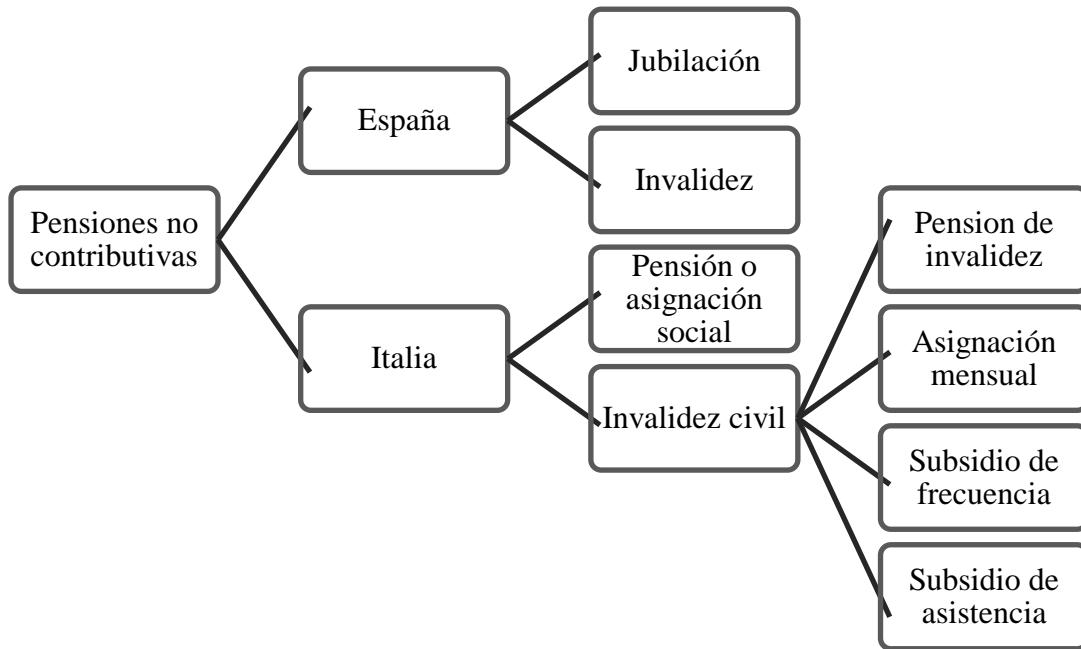 Pensiones no
contributivas
España
Jubilación
Invalidez
Italia
Pensión o
asignación
social
Invalidez civil
Pension de
invalidez
Asignación
mensual
Subsidio de
frecuencia
Subsidio de
asistencia